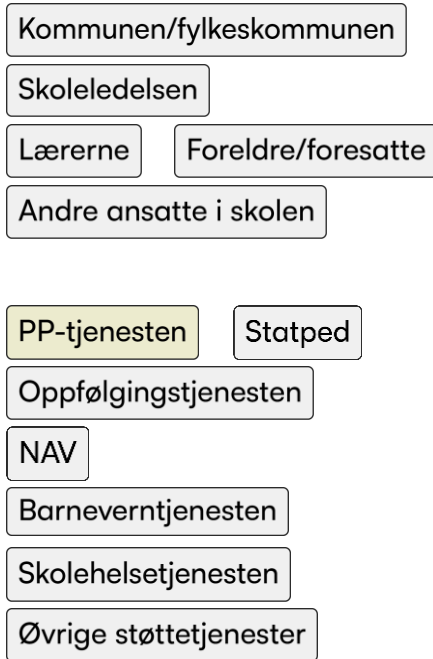 Kommunen/fylkeskommunen
Skoleledelsen
Lærerne Foreldre/foresatte
Andre ansatte i skolen
PP-tjenesten Statped
Oppfølgingstjenesten
NAV
Barneverntjenesten
Skolehelsetjenesten
Øvrige støttetjenester